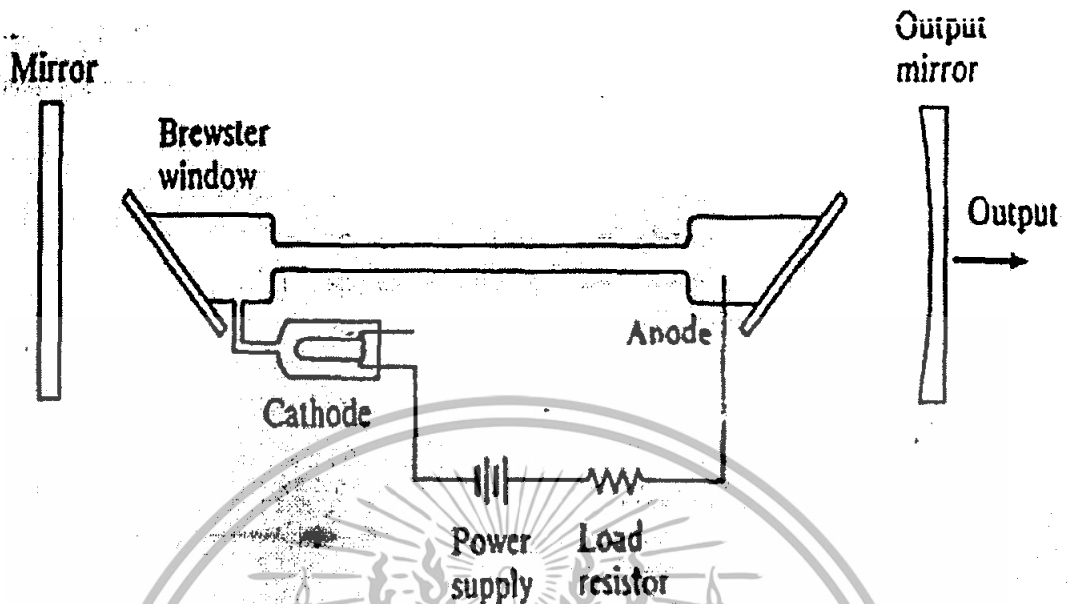 Mirror
Brewster
window
Output
mirror
Output
Anode
Cathode
Power
supply
Load
resistor